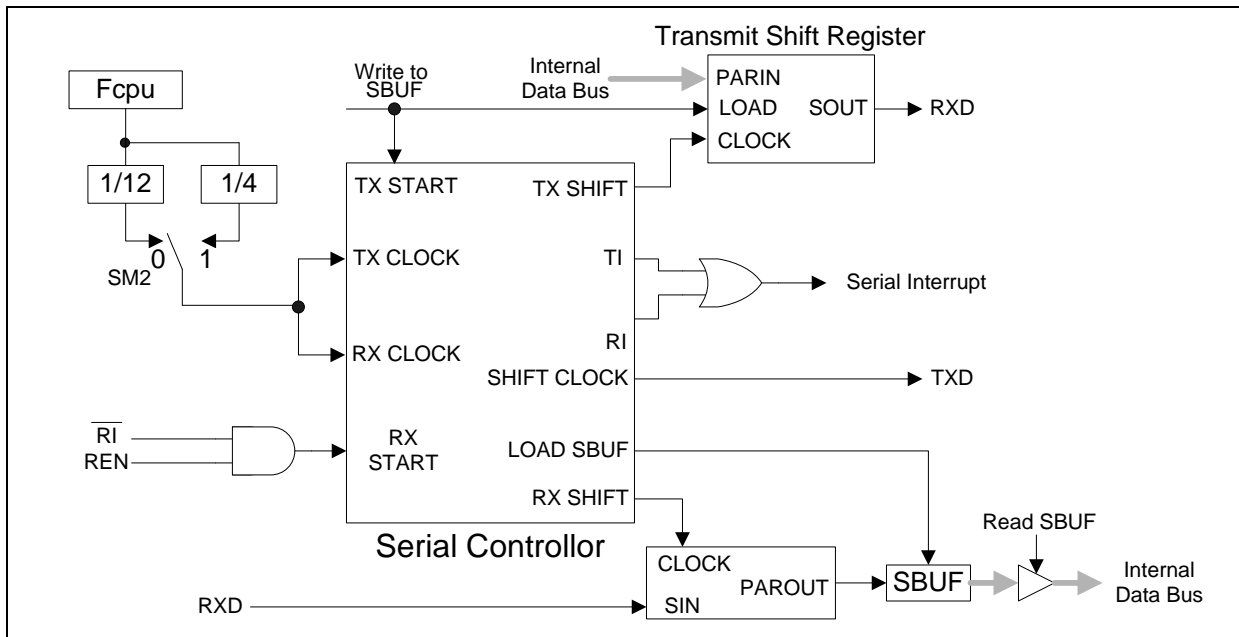 Transmit Shift Register
Fcpu
Write to
SBUF
Internal
Data Bus
PARIN
LOAD
SOUT
RXD
CLOCK
1/12
1/4
TX START
TX SHIFT
0
1
SM2
TX CLOCK
TI
Serial Interrupt
RX CLOCK
RI
SHIFT CLOCK
TXD
RI
REN
RX
START
LOAD SBUF
RX SHIFT
Serial Controllor
Read SBUF
CLOCK
PAROUT
SBUF
Internal
Data Bus
RXD
SIN